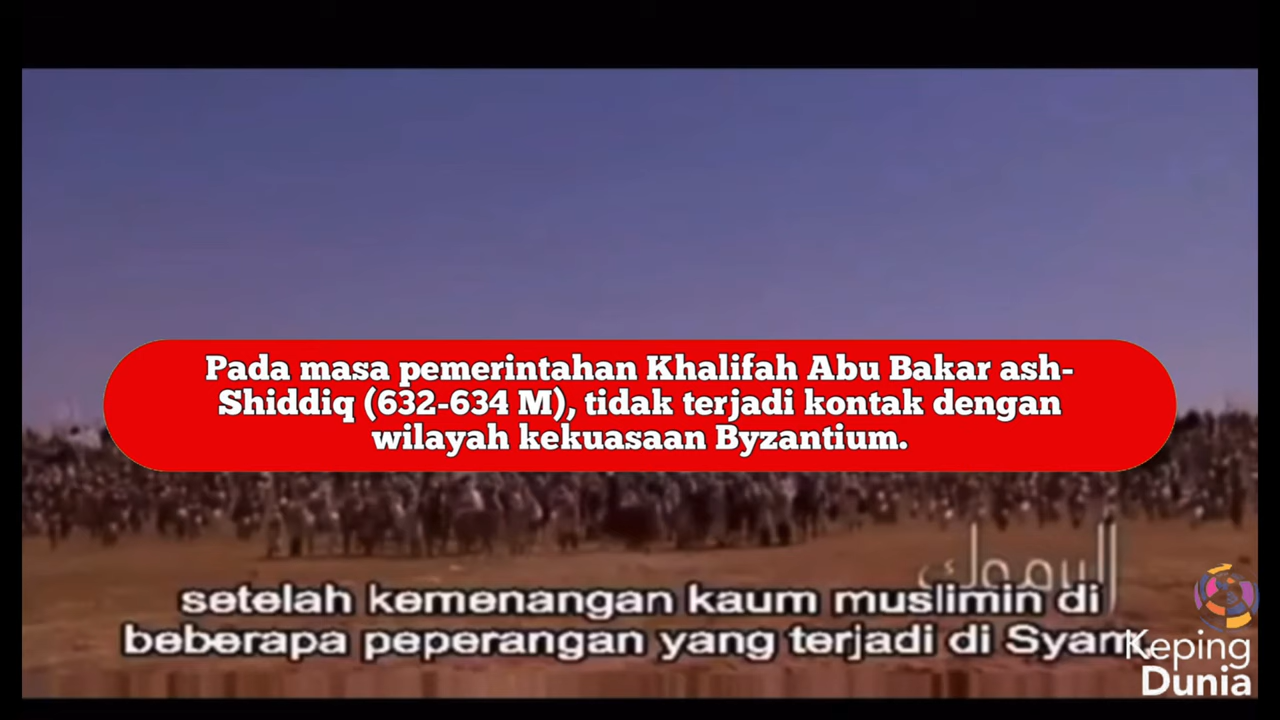 Pada masa pemerintahan Khalifah Abu Bakar ash-
Shiddiq (632-634 M), tidak terjadi kontak dengan
wilayah kekuasaan Byzantium.
اليرموك
setelah kemenangan kaum muslimin di
beberapa peperangan yang terjadi di Syam,
Keping
Dunia